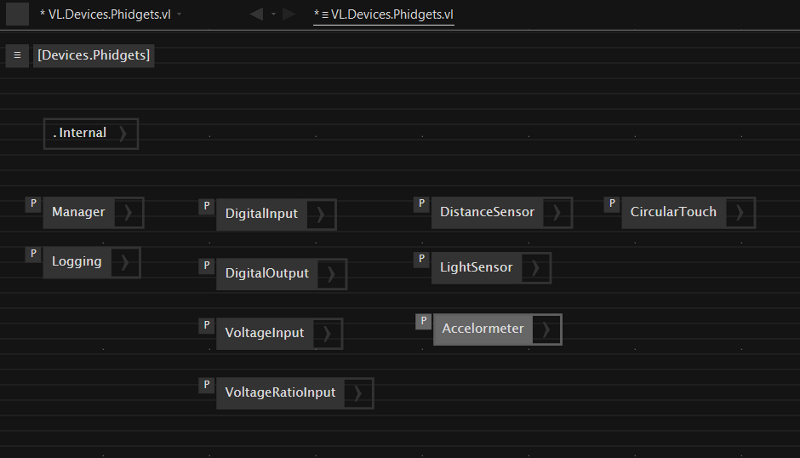 * VL.Devices.Phidgets.vl
* ≡ VL.Devices.Phidgets.vl
≡ [Devices.Phidgets]
.Internal
P Manager
P DigitalInput
P DistanceSensor
P CircularTouch
P Logging
P DigitalOutput
P LightSensor
P VoltageInput
P Accelormeter
P VoltageRatioInput